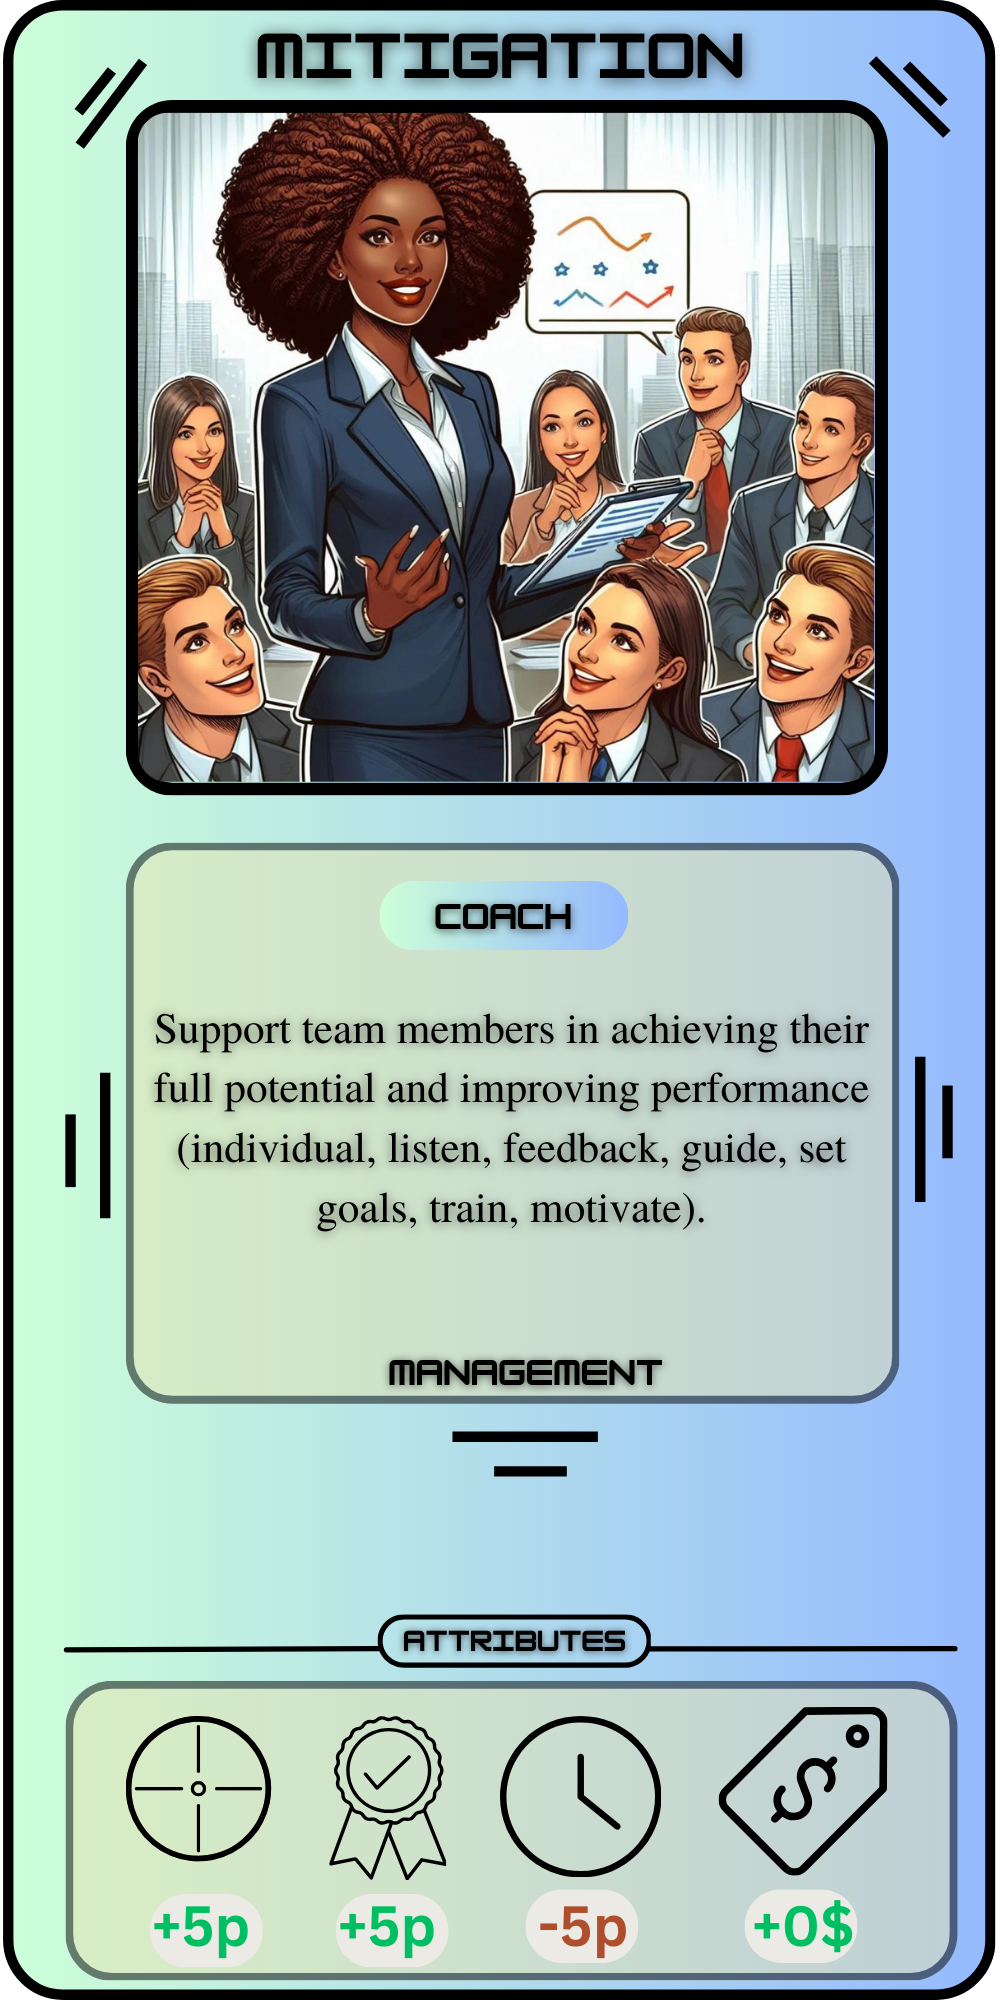 MITIGATION
COACH
Support team members in achieving their
full potential and improving performance
(individual, listen, feedback, guide, set
goals, train, motivate).
MANAGEMENT
ATTRIBUTES
$
+5p +5p -5p +0$